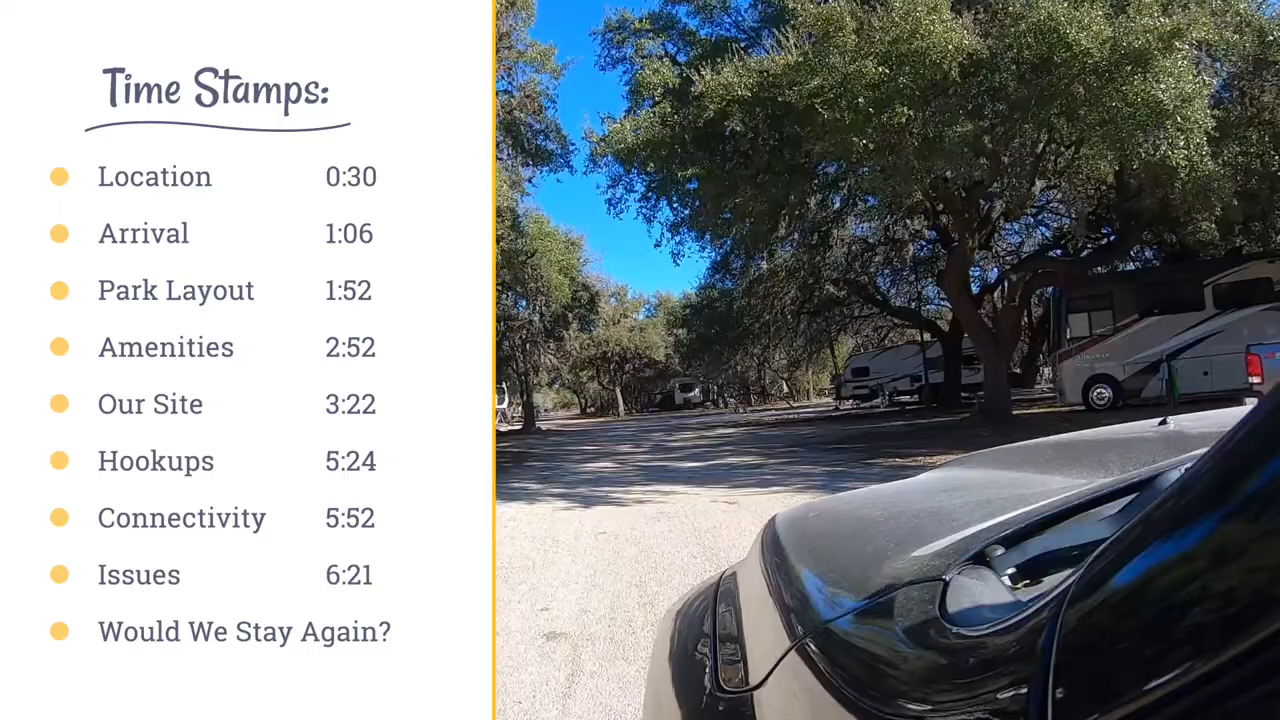 Time Stamps:
Location 0:30
Arrival 1:06
Park Layout 1:52
Amenities 2:52
Our Site 3:22
Hookups 5:24
Connectivity 5:52
Issues 6:21
Would We Stay Again?